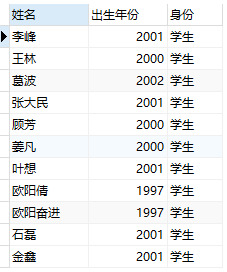 姓名 出生年份 身份
李峰 2001 学生
王林 2000 学生
葛波 2002 学生
张大民 2001 学生
顾芳 2000 学生
姜凡 2000 学生
叶想 2001 学生
欧阳倩 1997 学生
欧阳奋进 1997 学生
石磊 2001 学生
金鑫 2001 学生